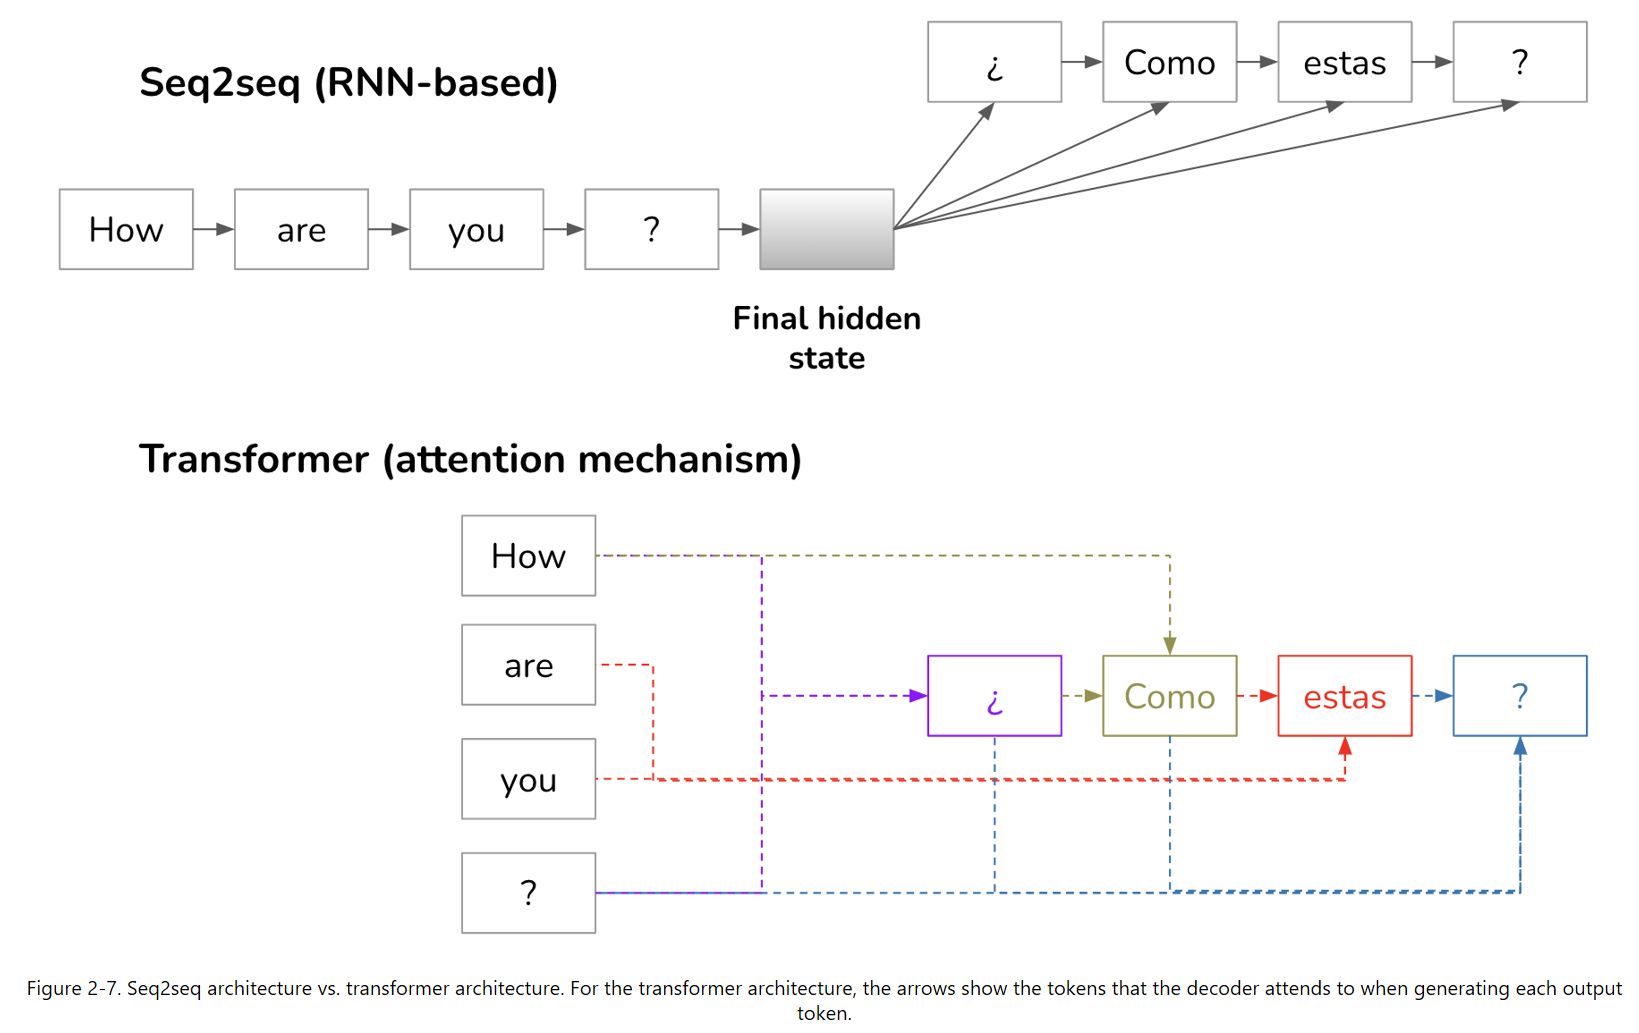 Seq2seq (RNN-based)
¿ Como estas ?
How are you ?
Final hidden
state
Transformer (attention mechanism)
How
are
¿ Como estas ?
you
?
Figure 2-7. Seq2seq architecture vs. transformer architecture. For the transformer architecture, the arrows show the tokens that the decoder attends to when generating each output
token.